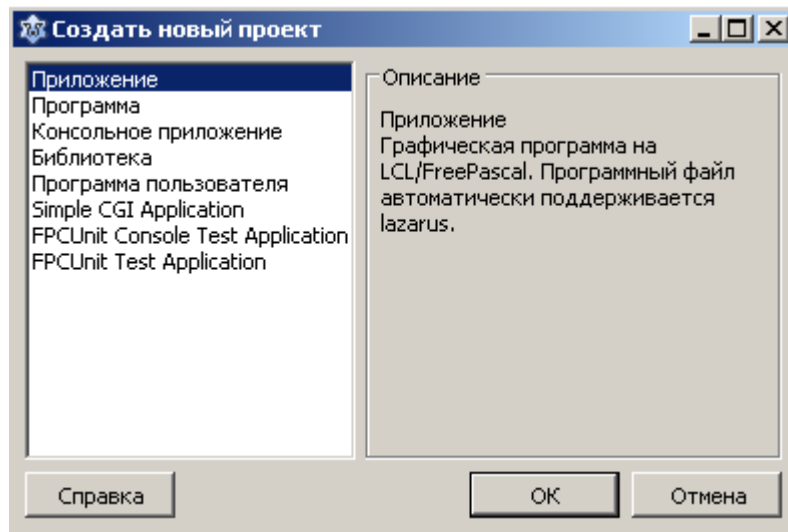 Создать новый проект
Приложение
Программа
Консольное приложение
Библиотека
Программа пользователя
Simple CGI Application
FPCUnit Console Test Application
FPCUnit Test Application
Описание
Приложение
Графическая программа на
LCL/FreePascal. Программный файл
автоматически поддерживается
lazarus.
Справка
ОК
Отмена